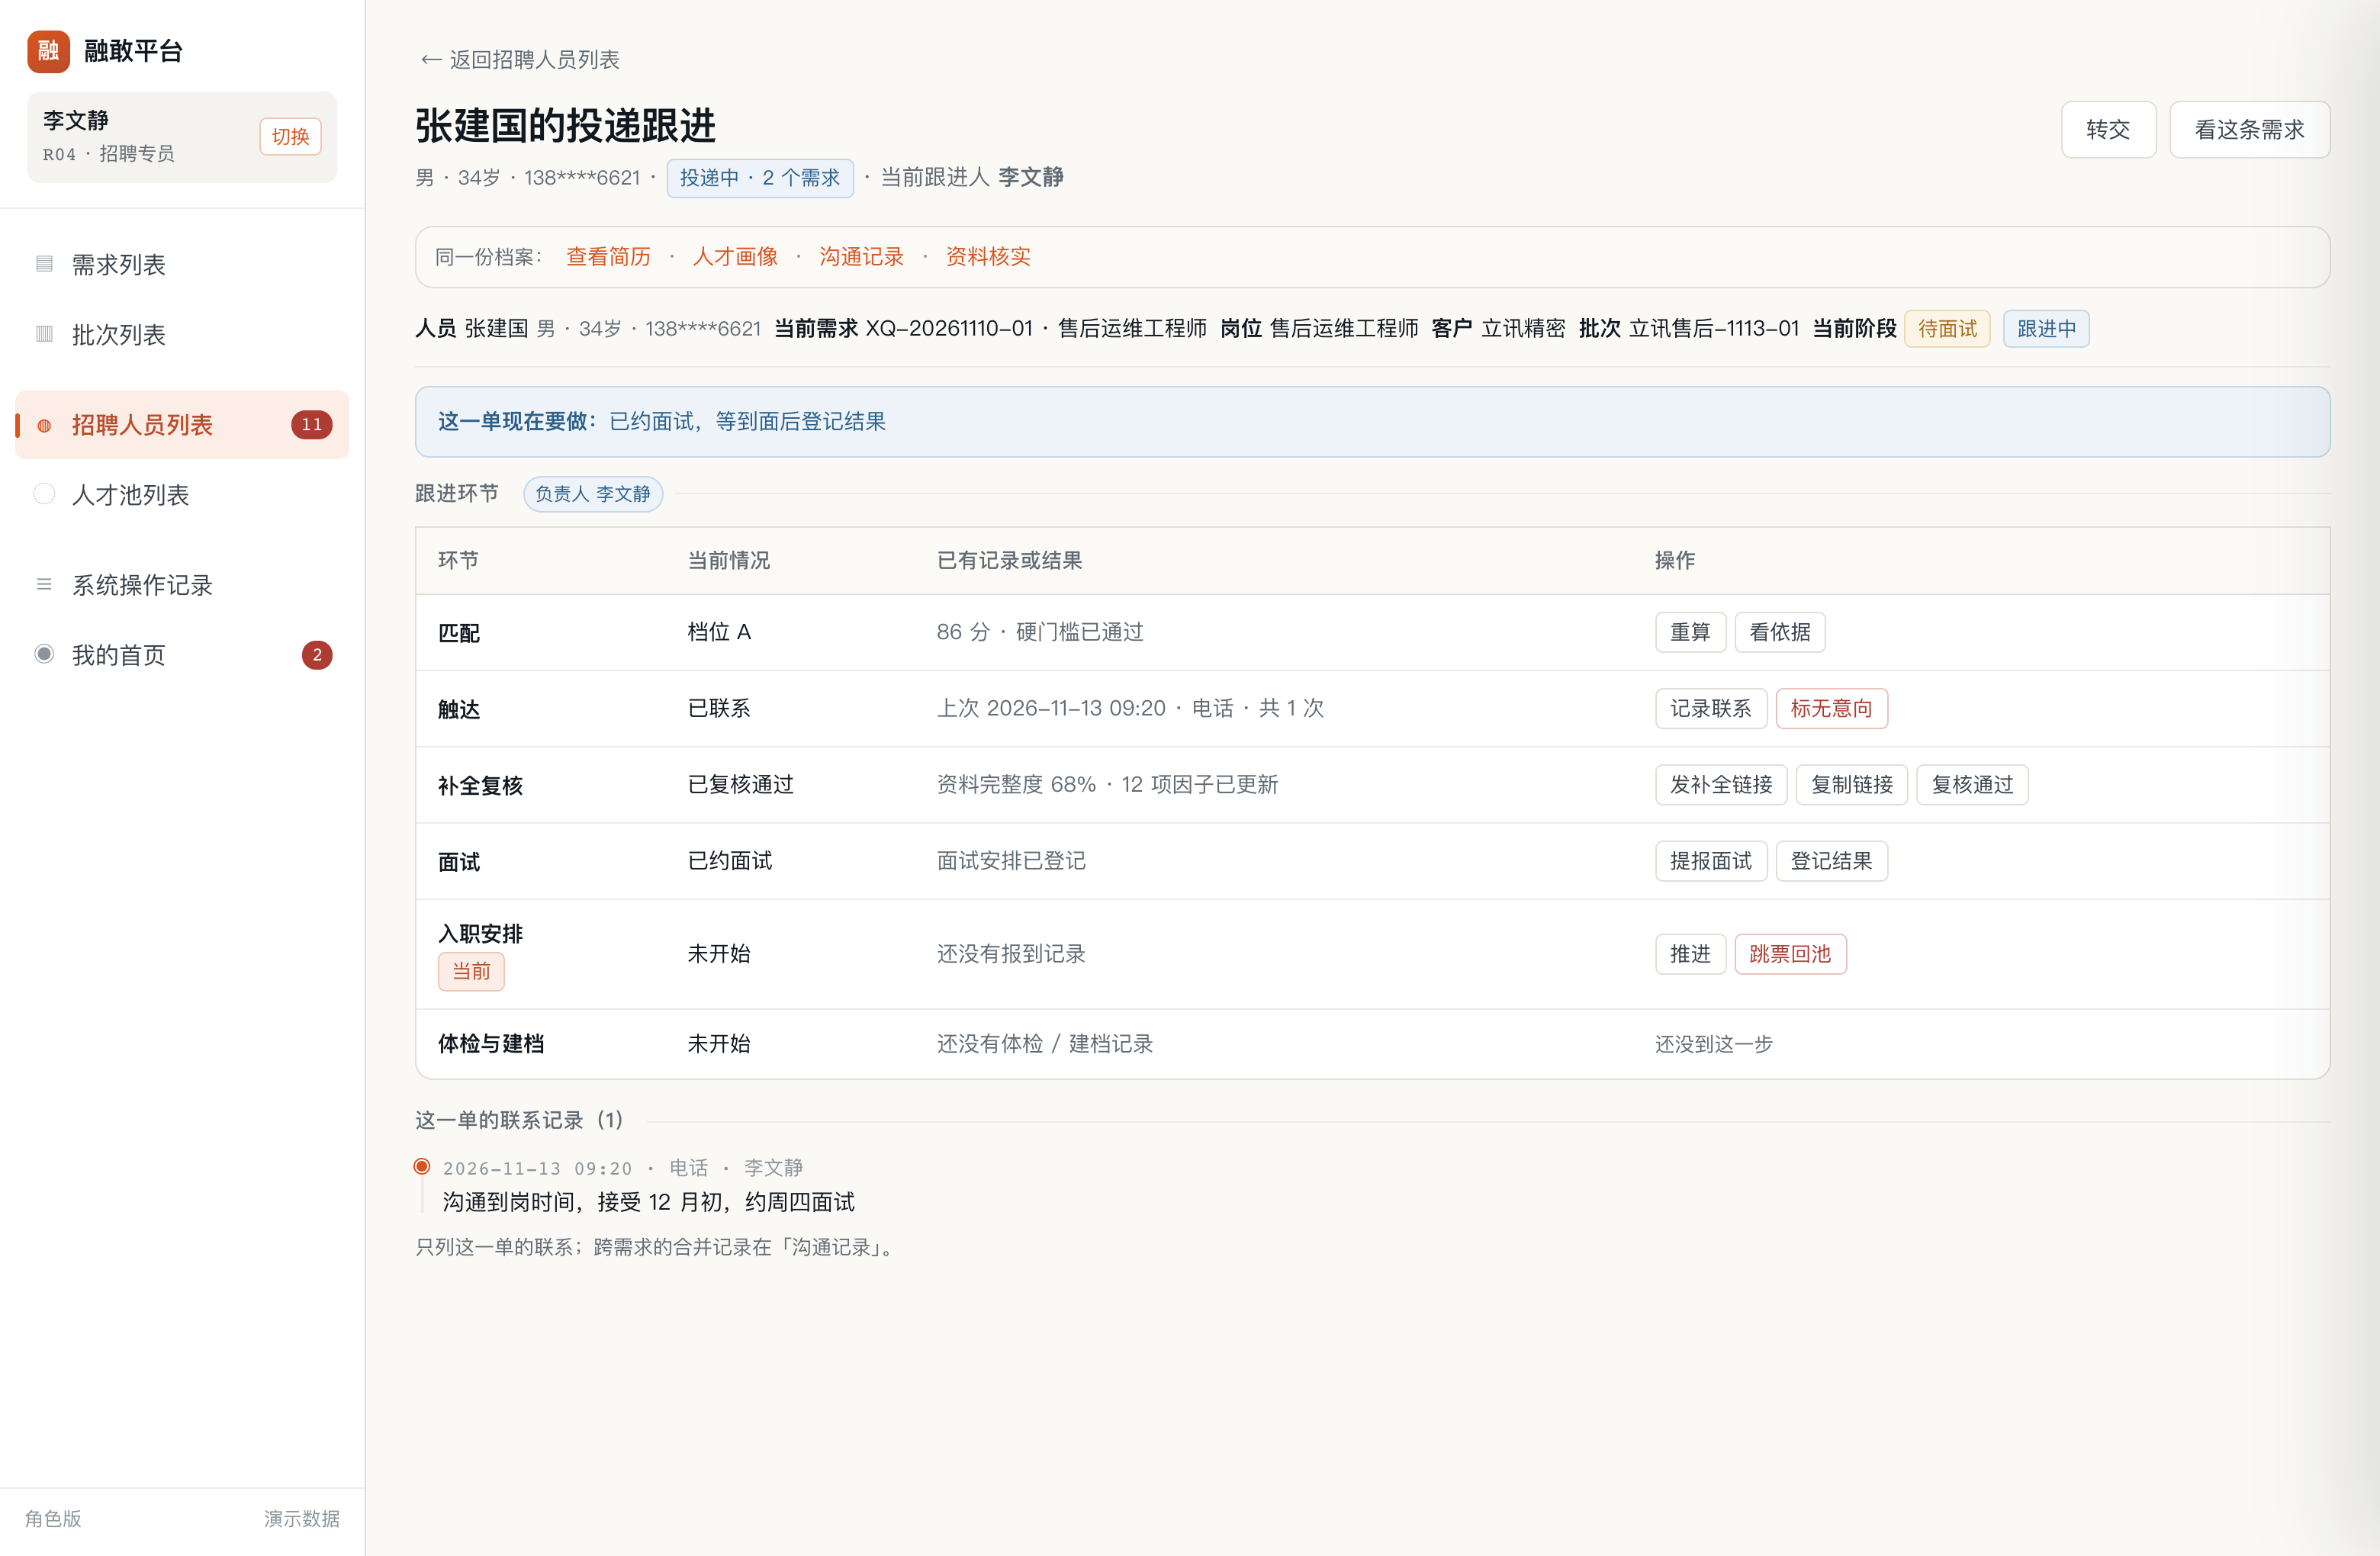 融 融敢平台
李文静
R04 · 招聘专员
切换
需求列表
批次列表
招聘人员列表 11
人才池列表
系统操作记录
我的首页 2
角色版 演示数据
← 返回招聘人员列表
张建国的投递跟进
转交 看这条需求
男 · 34岁 · 138****6621 · 投递中 · 2 个需求 · 当前跟进人 李文静
同一份档案： 查看简历 · 人才画像 · 沟通记录 · 资料核实
人员 张建国 男 · 34岁 · 138****6621 当前需求 XQ-20261110-01 · 售后运维工程师 岗位 售后运维工程师 客户 立讯精密 批次 立讯售后-1113-01 当前阶段 待面试 跟进中
这一单现在要做：已约面试，等到面后登记结果
跟进环节 负责人 李文静
环节 当前情况 已有记录或结果 操作
匹配 档位 A 86 分 · 硬门槛已通过 重算 看依据
触达 已联系 上次 2026-11-13 09:20 · 电话 · 共 1 次 记录联系 标无意向
补全复核 已复核通过 资料完整度 68% · 12 项因子已更新 发补全链接 复制链接 复核通过
面试 已约面试 面试安排已登记 提报面试 登记结果
入职安排 当前 未开始 还没有报到记录 推进 跳票回池
体检与建档 未开始 还没有体检 / 建档记录 还没到这一步
这一单的联系记录（1）
2026-11-13 09:20 · 电话 · 李文静
沟通到岗时间，接受 12 月初，约周四面试
只列这一单的联系；跨需求的合并记录在「沟通记录」。